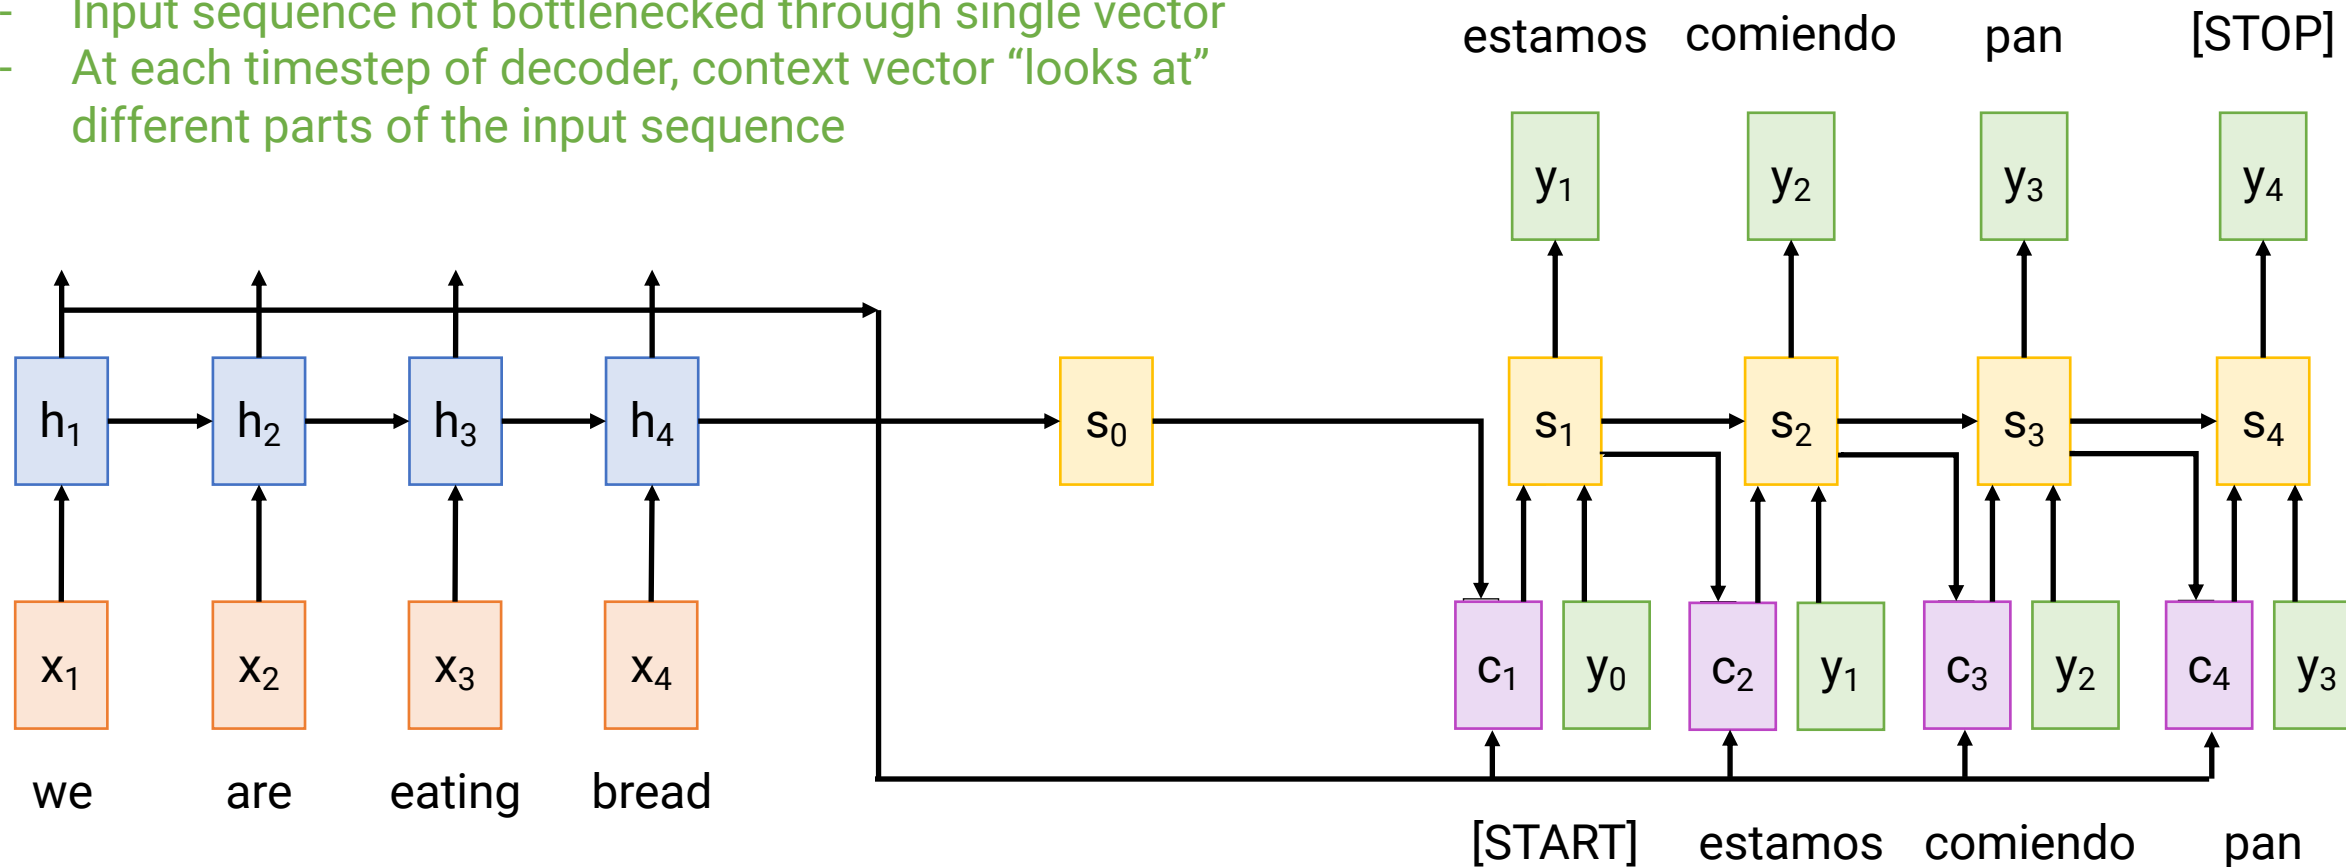 - Input sequence not bottlenecked through single vector
- At each timestep of decoder, context vector “looks at”
different parts of the input sequence
estamos comiendo pan [STOP]
y1 y2 y3 y4
h1 h2 h3 h4 s0 s1 s2 s3 s4
x1 x2 x3 x4 c1 y0 c2 y1 c3 y2 c4 y3
we are eating bread
[START] estamos comiendo pan